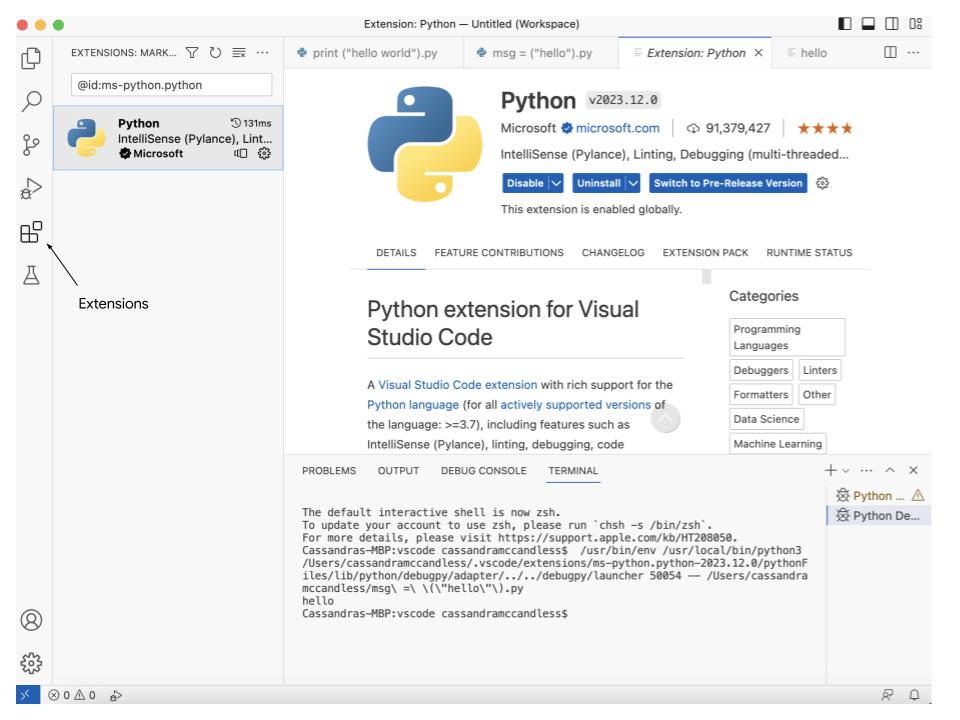 Extension: Python — Untitled (Workspace)
EXTENSIONS: MARK...
print ("hello world").py
msg = ("hello").py
Extension: Python
hello
@id:ms-python.python
Python
131ms
IntelliSense (Pylance), Lint...
Microsoft
Extensions
Python v2023.12.0
Microsoft microsoft.com 91,379,427
IntelliSense (Pylance), Linting, Debugging (multi-threaded...
Disable
Uninstall
Switch to Pre-Release Version
This extension is enabled globally.
DETAILS FEATURE CONTRIBUTIONS CHANGELOG EXTENSION PACK RUNTIME STATUS
Python extension for Visual
Studio Code
A Visual Studio Code extension with rich support for the
Python language (for all actively supported versions of
the language: >=3.7), including features such as
IntelliSense (Pylance), linting, debugging, code
Categories
Programming
Languages
Debuggers
Linters
Formatters
Other
Data Science
Machine Learning
PROBLEMS OUTPUT DEBUG CONSOLE TERMINAL
The default interactive shell is now zsh.
To update your account to use zsh, please run `chsh -s /bin/zsh`.
For more details, please visit https://support.apple.com/kb/HT208050.
Cassandras-MBP:vscode cassandramccandless$  /usr/bin/env /usr/local/bin/python3
/Users/cassandramccandless/.vscode/extensions/ms-python.python-2023.12.0/pythonF
iles/lib/python/debugpy/adapter/../../debugpy/launcher 50054 -- /Users/cassandra
mccandless/msg\ =\ \(\"hello\"\).py
hello
Cassandras-MBP:vscode cassandramccandless$
Python ...
Python De...
0 0